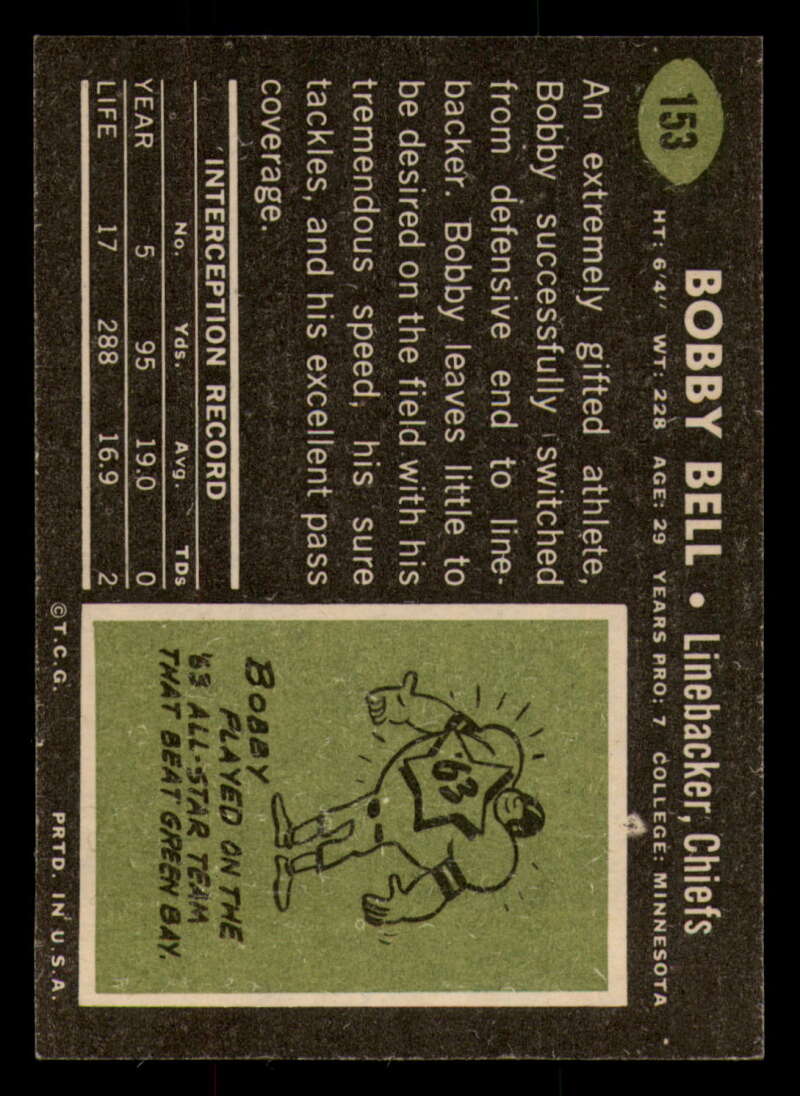 153
BOBBY BELL • Linebacker, Chiefs
HT: 6'4" WT: 228 AGE: 29 YEARS PRO: 7 COLLEGE: MINNESOTA
An extremely gifted athlete,
Bobby successfully switched
from defensive end to line-
backer. Bobby leaves little to
be desired on the field with his
tremendous speed, his sure
tackles, and his excellent pass
coverage.
INTERCEPTION RECORD
No. Yds. Avg. TDs
YEAR 5 95 19.0 0
LIFE 17 288 16.9 2
'63
BOBBY
PLAYED ON THE
'63 ALL-STAR TEAM
THAT BEAT GREEN BAY.
©T.C.G. PRTD. IN U.S.A.